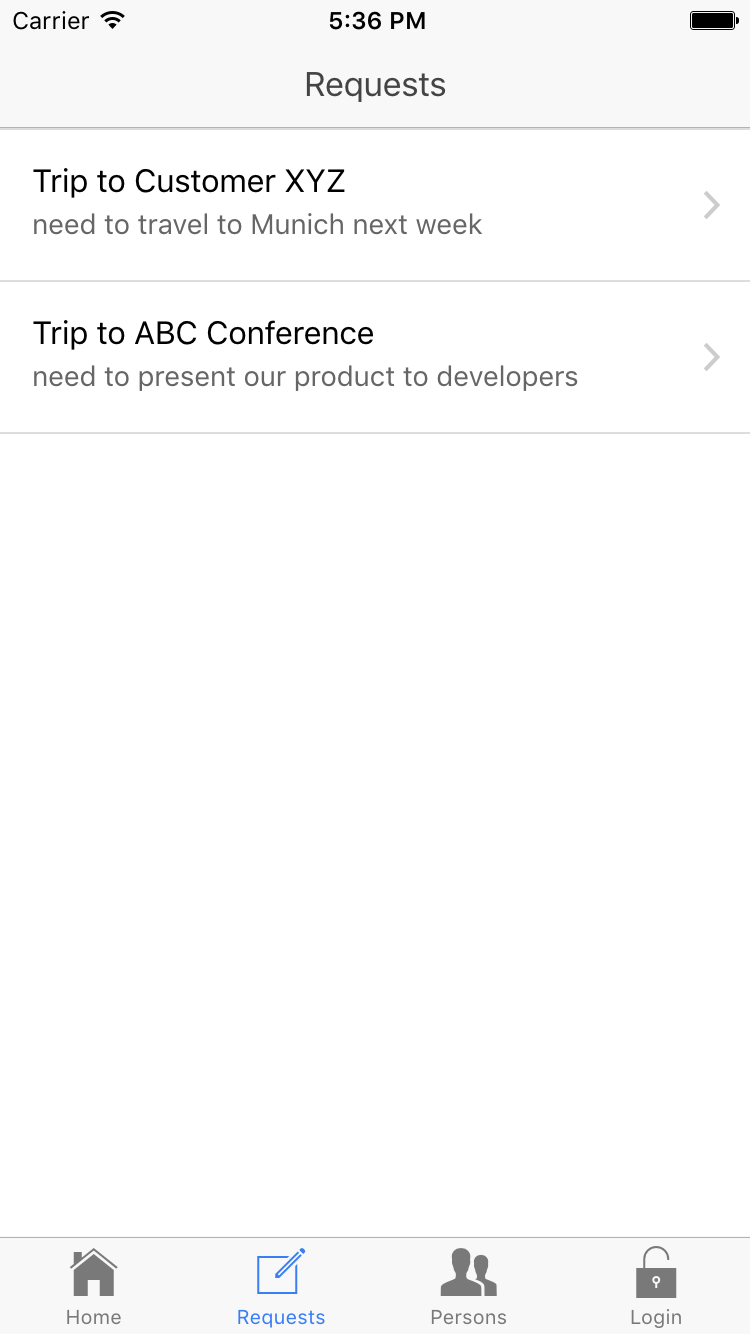 Carrier 5:36 PM
Requests
Trip to Customer XYZ
need to travel to Munich next week
Trip to ABC Conference
need to present our product to developers
Home Requests Persons Login